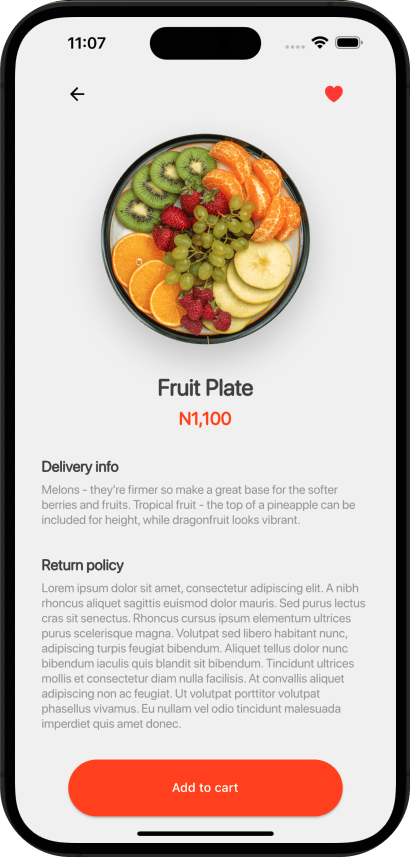 11:07
Fruit Plate
N1,100
Delivery info
Melons - they're firmer so make a great base for the softer
berries and fruits. Tropical fruit - the top of a pineapple can be
included for height, while dragonfruit looks vibrant.
Return policy
Lorem ipsum dolor sit amet, consectetur adipiscing elit. A nibh
rhoncus aliquet sagittis euismod dolor mauris. Sed purus lectus
cras sit senectus. Rhoncus cursus ipsum elementum ultrices
purus scelerisque magna. Volutpat sed libero habitant nunc,
adipiscing turpis feugiat bibendum. Aliquet tellus dolor nunc
bibendum iaculis quis blandit sit bibendum. Tincidunt ultrices
mollis et consectetur diam nulla facilisis. At convallis aliquet
adipiscing non ac feugiat. Ut volutpat porttitor volutpat
phasellus vivamus. Eu nullam vel odio tincidunt malesuada
imperdiet quis amet donec.
Add to cart